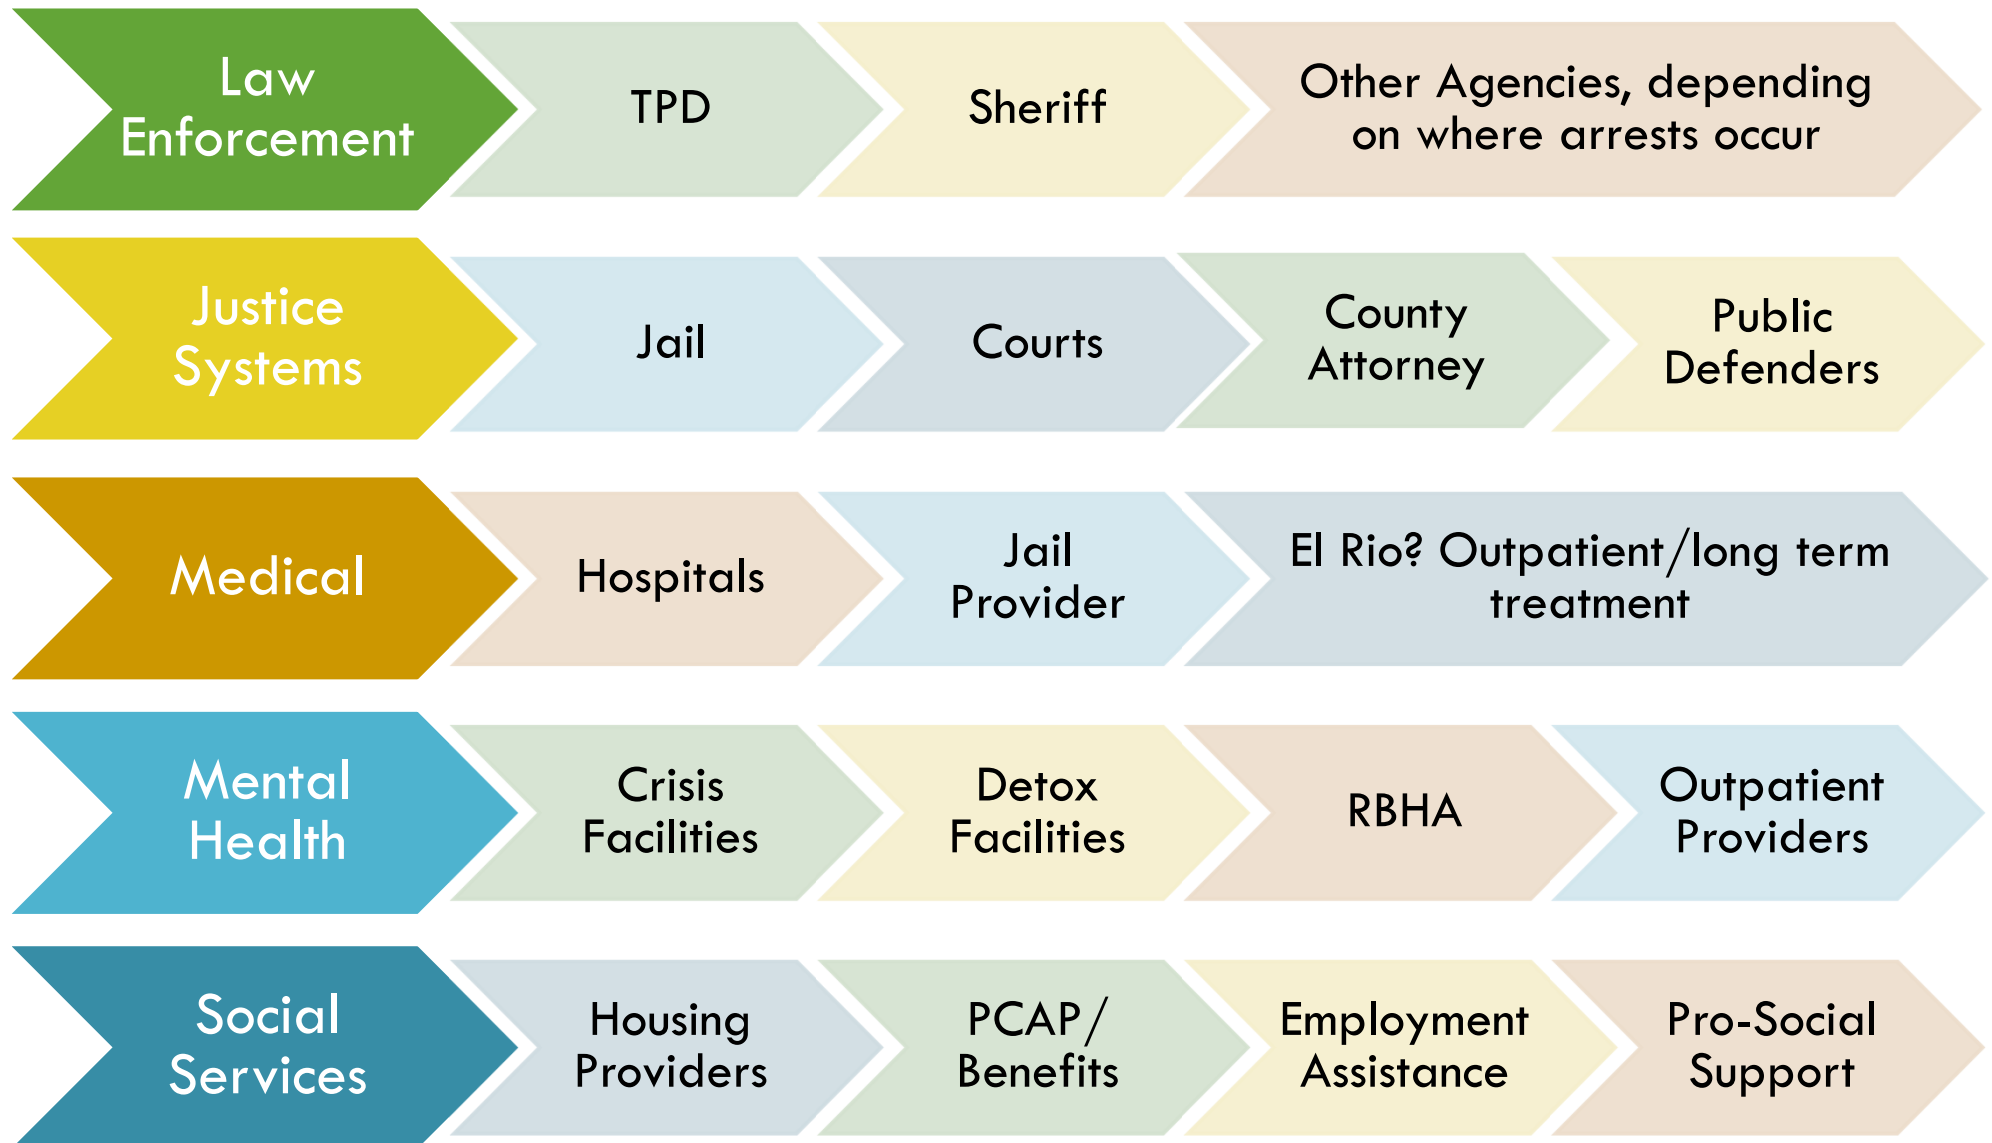 Law
Enforcement
TPD
Sheriff
Other Agencies, depending
on where arrests occur
Justice
Systems
Jail
Courts
County
Attorney
Public
Defenders
Medical
Hospitals
Jail
Provider
El Rio? Outpatient/long term
treatment
Mental
Health
Crisis
Facilities
Detox
Facilities
RBHA
Outpatient
Providers
Social
Services
Housing
Providers
PCAP/
Benefits
Employment
Assistance
Pro-Social
Support